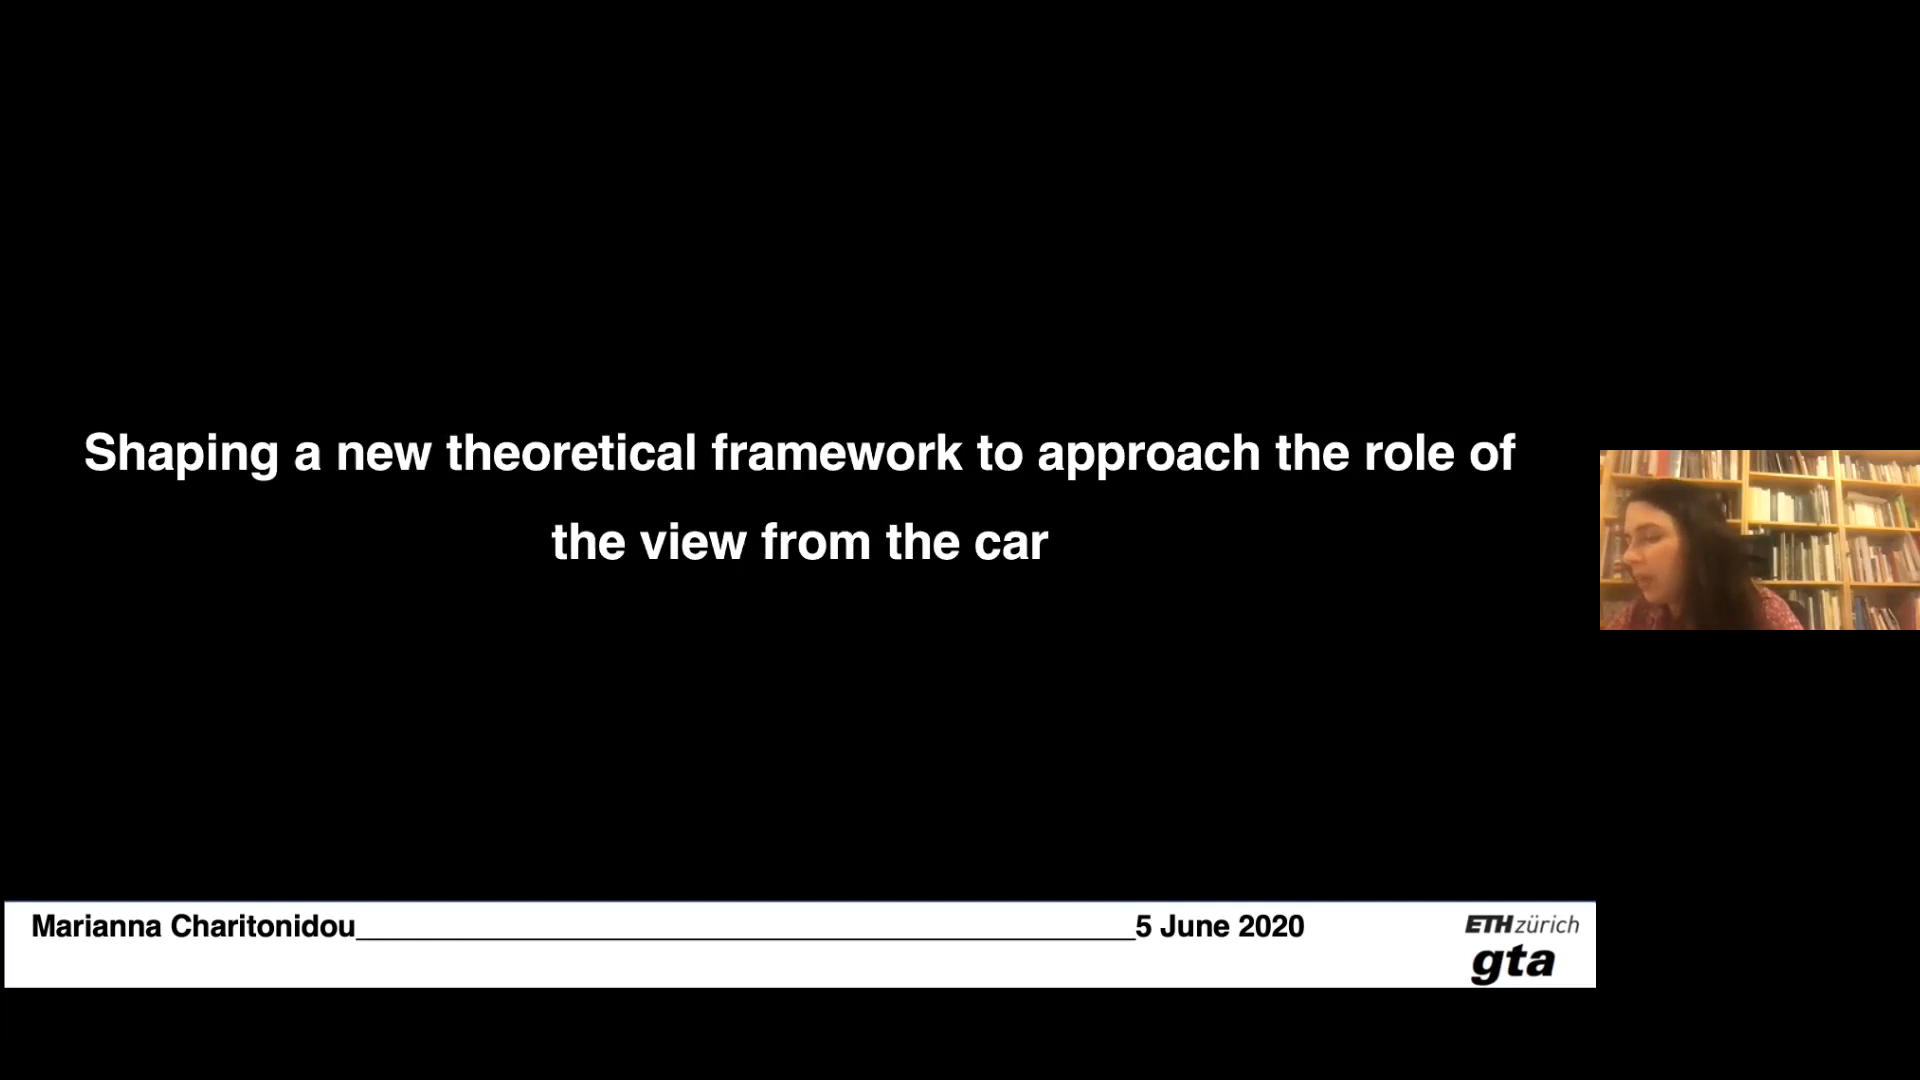 Shaping a new theoretical framework to approach the role of
the view from the car
Marianna Charitonidou_______________________________________________5 June 2020
ETH zürich
gta